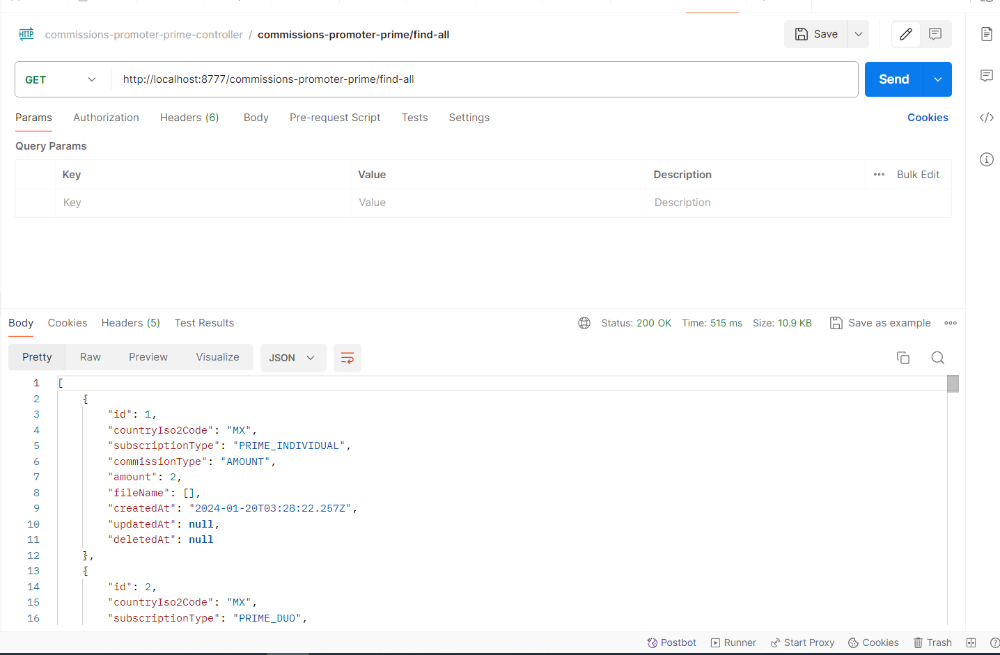 HTTP commissions-promoter-prime-controller / commissions-promoter-prime/find-all Save
GET http://localhost:8777/commissions-promoter-prime/find-all Send
Params Authorization Headers (6) Body Pre-request Script Tests Settings Cookies
Query Params
Key Value Description Bulk Edit
Key Value Description
Body Cookies Headers (5) Test Results Status: 200 OK Time: 515 ms Size: 10.9 KB Save as example
Pretty Raw Preview Visualize JSON
1 [
2 {
3 "id": 1,
4 "countryIso2Code": "MX",
5 "subscriptionType": "PRIME_INDIVIDUAL",
6 "commissionType": "AMOUNT",
7 "amount": 2,
8 "fileName": [],
9 "createdAt": "2024-01-20T03:28:22.257Z",
10 "updatedAt": null,
11 "deletedAt": null
12 },
13 {
14 "id": 2,
15 "countryIso2Code": "MX",
16 "subscriptionType": "PRIME_DUO",
Postbot Runner Start Proxy Cookies Trash